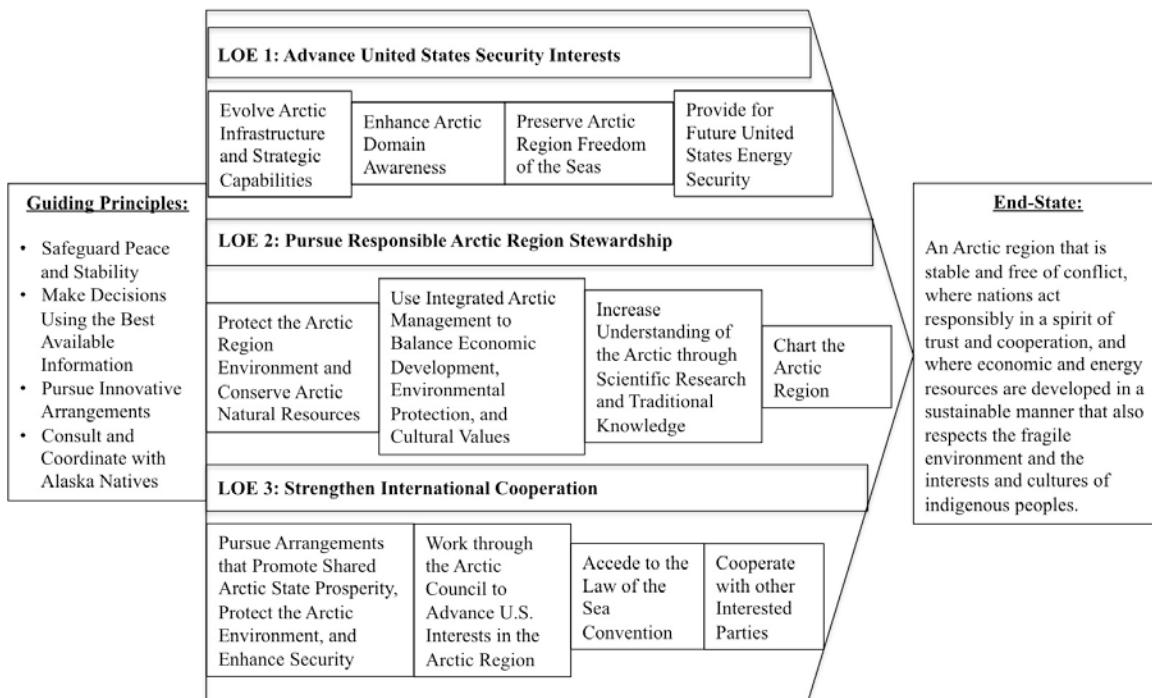 LOE 1: Advance United States Security Interests
Evolve Arctic
Infrastructure
and Strategic
Capabilities
Enhance Arctic
Domain
Awareness
Preserve Arctic
Region Freedom
of the Seas
Provide for
Future United
States Energy
Security
Guiding Principles:
• Safeguard Peace
and Stability
• Make Decisions
Using the Best
Available
Information
• Pursue Innovative
Arrangements
• Consult and
Coordinate with
Alaska Natives
LOE 2: Pursue Responsible Arctic Region Stewardship
Protect the Arctic
Region
Environment and
Conserve Arctic
Natural Resources
Use Integrated Arctic
Management to
Balance Economic
Development,
Environmental
Protection, and
Cultural Values
Increase
Understanding of
the Arctic through
Scientific Research
and Traditional
Knowledge
Chart the
Arctic
Region
LOE 3: Strengthen International Cooperation
Pursue Arrangements
that Promote Shared
Arctic State Prosperity,
Protect the Arctic
Environment, and
Enhance Security
Work through
the Arctic
Council to
Advance U.S.
Interests in the
Arctic Region
Accede to the
Law of the
Sea
Convention
Cooperate
with other
Interested
Parties
End-State:
An Arctic region that is
stable and free of conflict,
where nations act
responsibly in a spirit of
trust and cooperation, and
where economic and energy
resources are developed in a
sustainable manner that also
respects the fragile
environment and the
interests and cultures of
indigenous peoples.